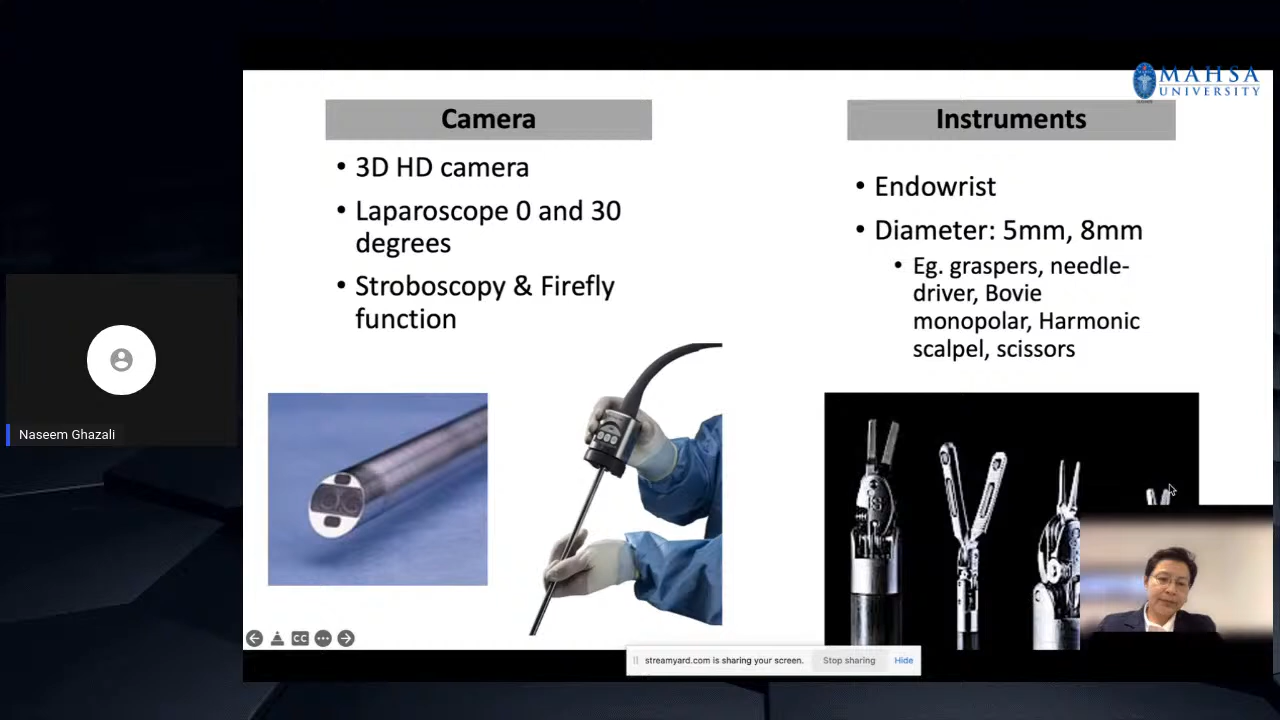 MAHSA
UNIVERSITY
Camera
• 3D HD camera
• Laparoscope 0 and 30
degrees
• Stroboscopy & Firefly
function
Instruments
• Endowrist
• Diameter: 5mm, 8mm
• Eg. graspers, needle-
driver, Bovie
monopolar, Harmonic
scalpel, scissors
Naseem Ghazali
CC
streamyard.com is sharing your screen.
Stop sharing
Hide